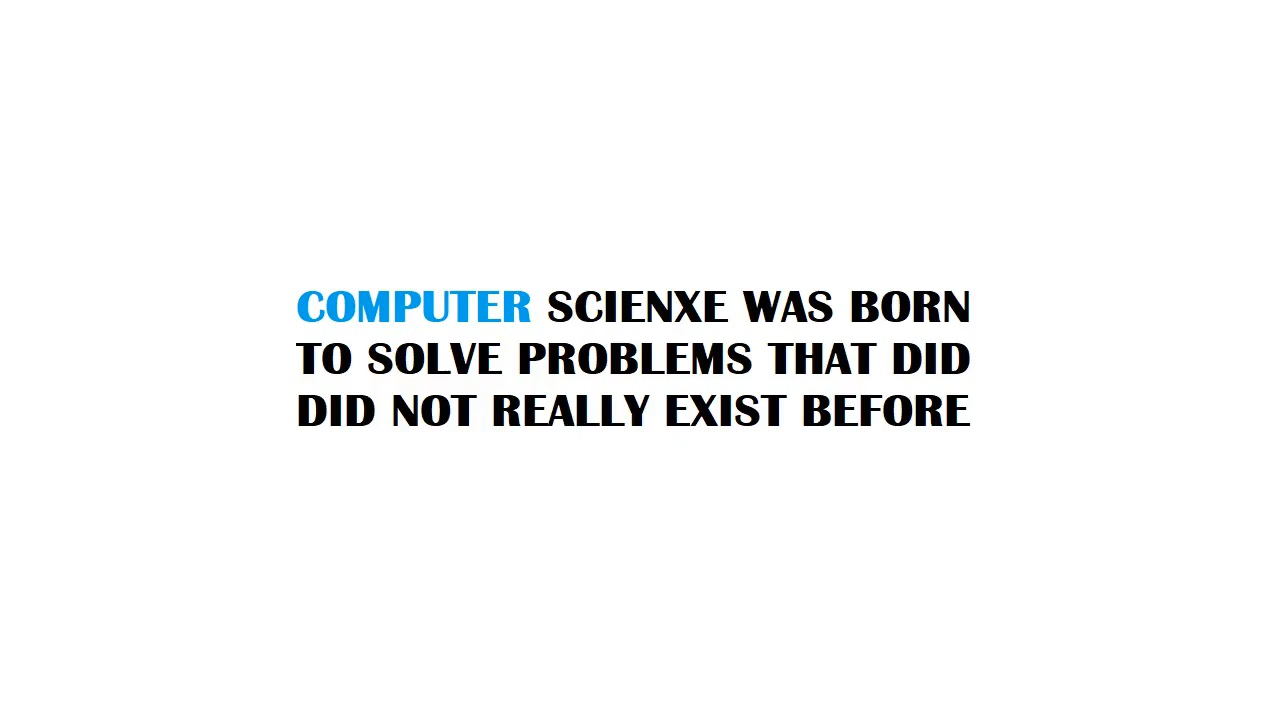 COMPUTER SCIENXE WAS BORN
TO SOLVE PROBLEMS THAT DID
DID NOT REALLY EXIST BEFORE